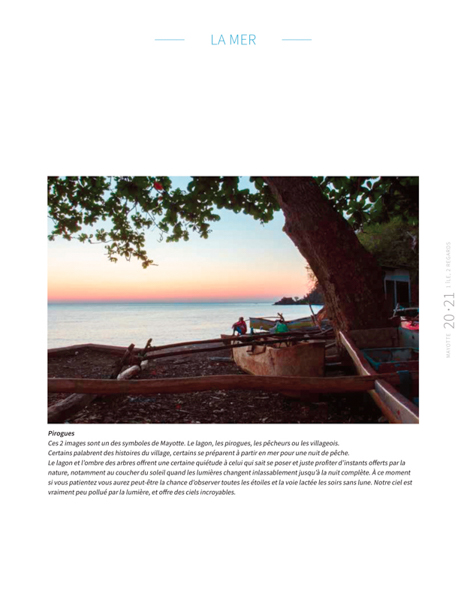 LA MER
MAYOTTE 20•21 1 ÎLE, 2 REGARDS
Pirogues
Ces 2 images sont un des symboles de Mayotte. Le lagon, les pirogues, les pêcheurs ou les villageois.
Certains palabrent des histoires du village, certains se préparent à partir en mer pour une nuit de pêche.
Le lagon et l'ombre des arbres offrent une certaine quiétude à celui qui sait se poser et juste profiter d'instants offerts par la
nature, notamment au coucher du soleil quand les lumières changent inlassablement jusqu'à la nuit complète. À ce moment
si vous patientez vous aurez peut-être la chance d'observer toutes les étoiles et la voie lactée les soirs sans lune. Notre ciel est
vraiment peu pollué par la lumière, et offre des ciels incroyables.